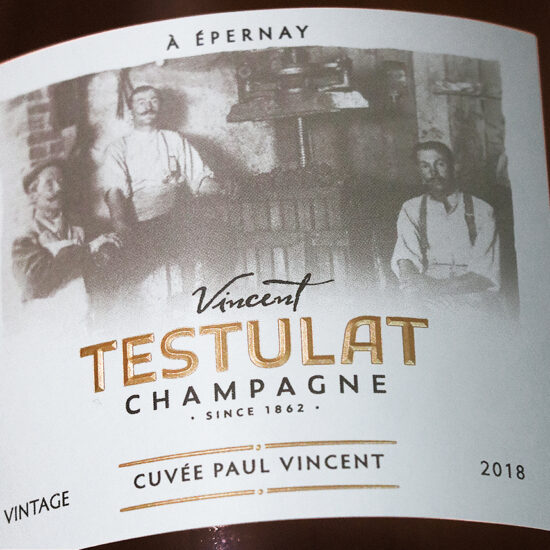 À ÉPERNAY
Vincent
TESTULAT
CHAMPAGNE
· SINCE 1862 ·
CUVÉE PAUL VINCENT
VINTAGE
2018